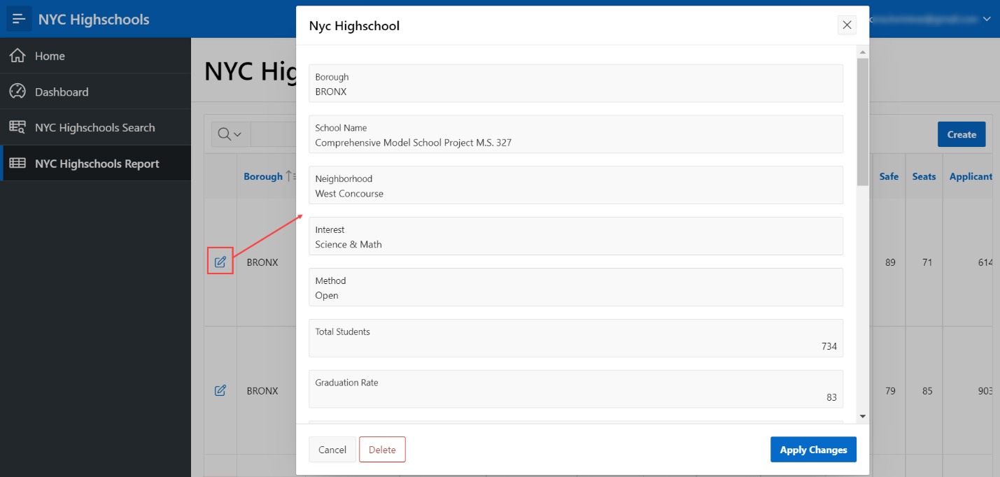 NYC Highschools
Home
Dashboard
NYC Highschools Search
NYC Highschools Report
NYC Hig
Create
Borough
Safe
Seats
Applicant
BRONX
89
71
614
BRONX
79
85
903
Nyc Highschool
Borough
BRONX
School Name
Comprehensive Model School Project M.S. 327
Neighborhood
West Concourse
Interest
Science & Math
Method
Open
Total Students
734
Graduation Rate
83
Cancel
Delete
Apply Changes